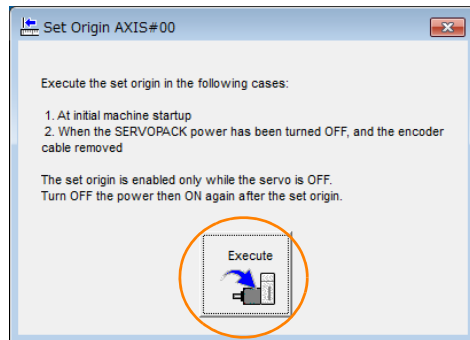 Set Origin AXIS#00
Execute the set origin in the following cases:
1. At initial machine startup
2. When the SERVOPACK power has been turned OFF, and the encoder
cable removed
The set origin is enabled only while the servo is OFF.
Turn OFF the power then ON again after the set origin.
Execute